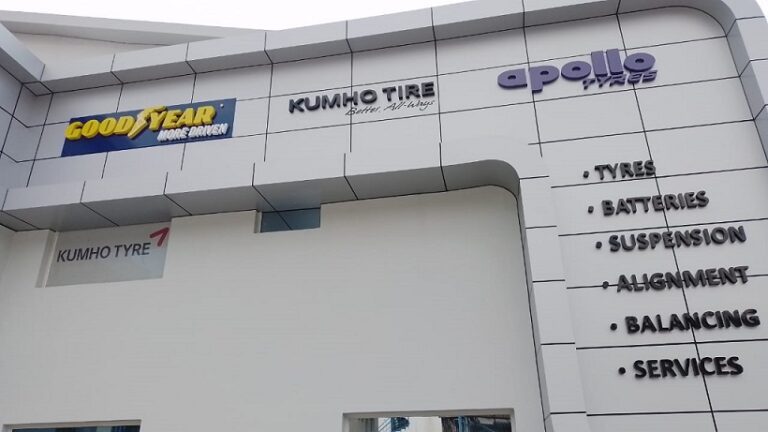 GOODYEAR
MORE DRIVEN
KUMHO TIRE
Better, All-Ways
apollo
TYRES
KUMHO TYRE
• TYRES
• BATTERIES
• SUSPENSION
• ALIGNMENT
• BALANCING
• SERVICES